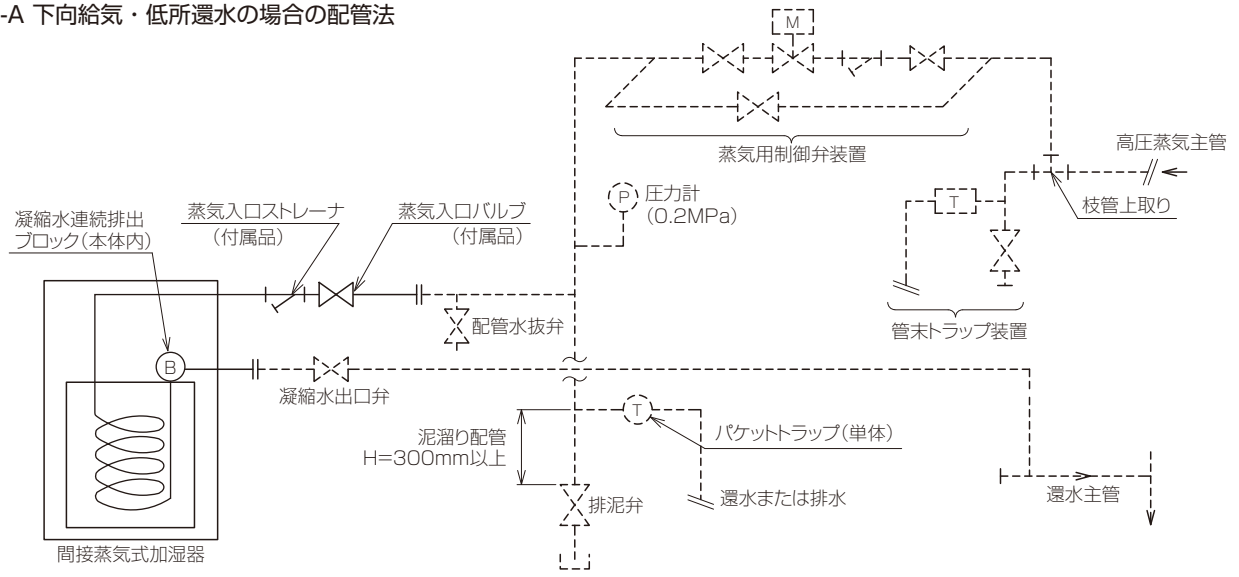 -A 下向給気・低所還水の場合の配管法
M
蒸気用制御弁装置
高圧蒸気主管
P
圧力計
(0.2MPa)
T
枝管上取り
凝縮水連続排出
ブロック(本体内)
蒸気入口ストレーナ
(付属品)
蒸気入口バルブ
(付属品)
配管水抜弁
管末トラップ装置
B
凝縮水出口弁
泥溜り配管
H=300mm以上
T
バケットトラップ(単体)
排泥弁
還水または排水
還水主管
間接蒸気式加湿器